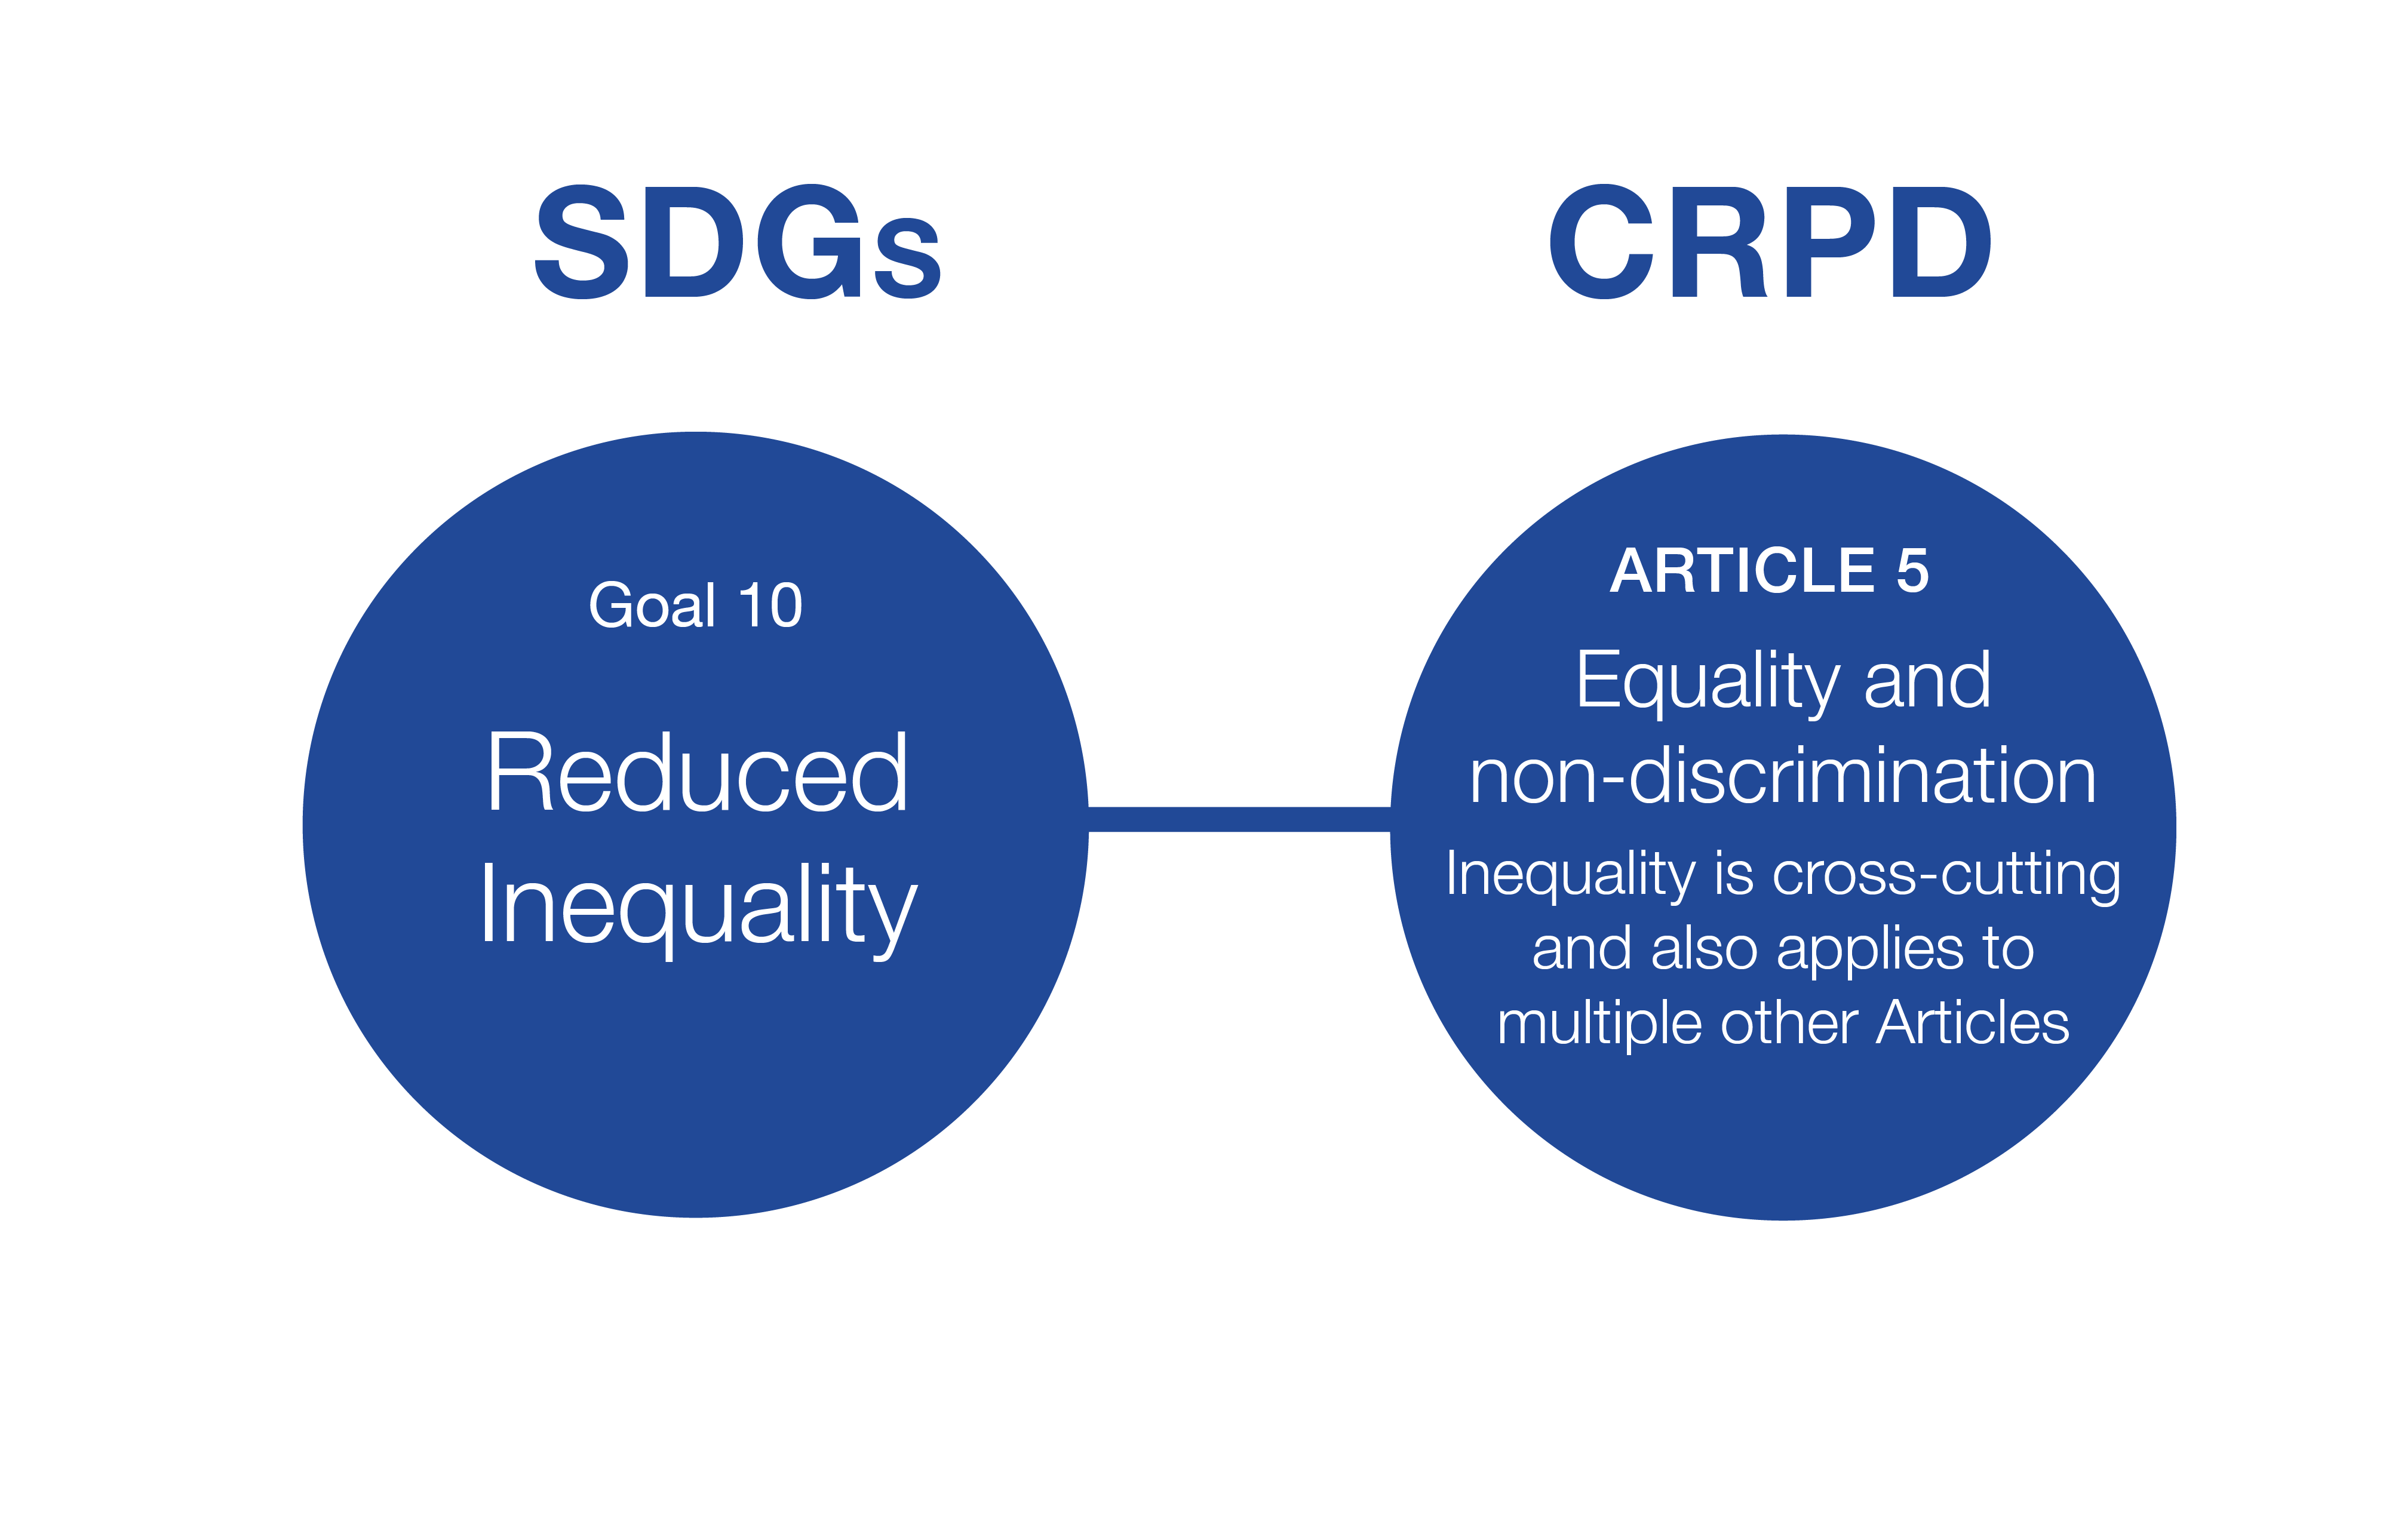 SDGs
CRPD
Goal 10
Reduced
Inequality
ARTICLE 5
Equality and
non-discrimination
Inequality is cross-cutting
and also applies to
multiple other Articles